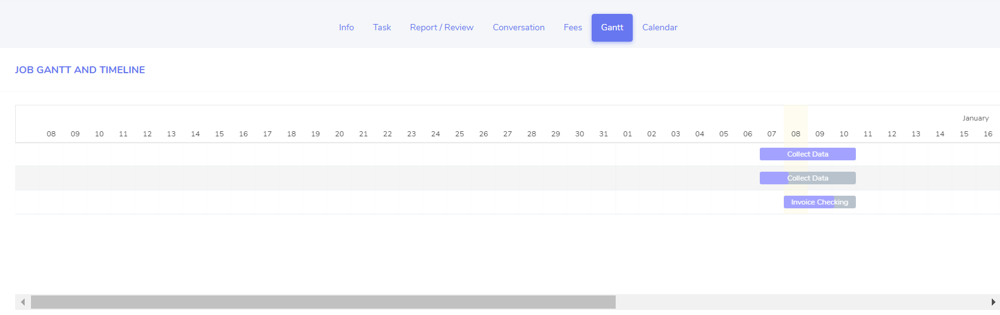 Info Task Report / Review Conversation Fees Gantt Calendar
JOB GANTT AND TIMELINE
January
08 09 10 11 12 13 14 15 16 17 18 19 20 21 22 23 24 25 26 27 28 29 30 31 01 02 03 04 05 06 07 08 09 10 11 12 13 14 15 16
Collect Data
Collect Data
Invoice Checking